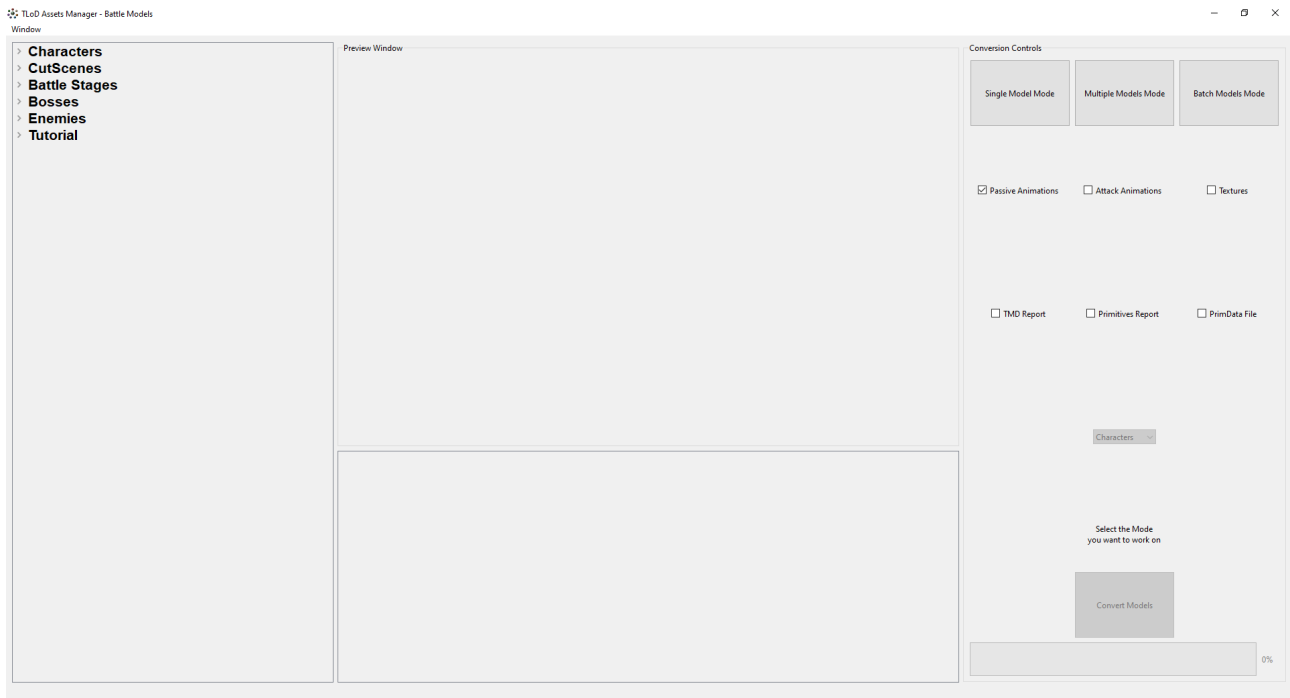 TLoD Assets Manager - Battle Models
Window
Characters
CutScenes
Battle Stages
Bosses
Enemies
Tutorial
Preview Window
Conversion Controls
Single Model Mode
Multiple Models Mode
Batch Models Mode
Passive Animations
Attack Animations
Textures
TMD Report
Primitives Report
PrimData File
Characters
Select the Mode
you want to work on
Convert Models
0%